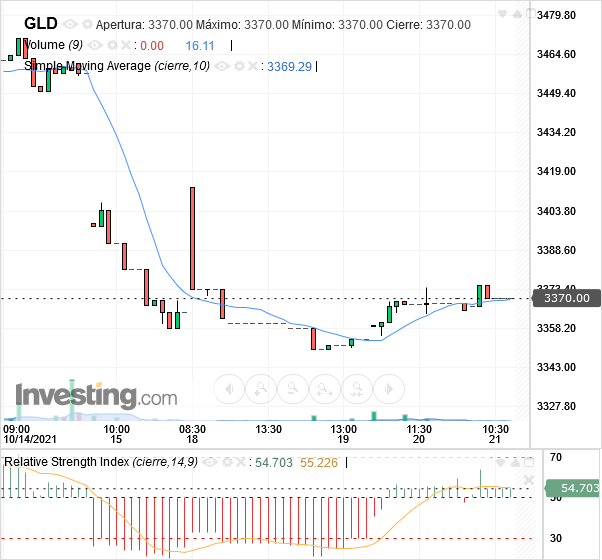 GLD Apertura: 3370.00 Máximo: 3370.00 Mínimo: 3370.00 Cierre: 3370.00
Volume (9) : 0.00 16.11
Simple Moving Average (cierre,10) : 3369.29
3479.80
3464.60
3449.40
3434.20
3419.00
3403.80
3388.60
3373.40
3370.00
3358.20
3343.00
3327.80
Investing.com
09:00 10:00 08:30 13:30 13:00 11:30 10:30
10/14/2021 15 18 19 20 21
Relative Strength Index (cierre,14,9) : 54.703 55.226
70
54.703
50
30